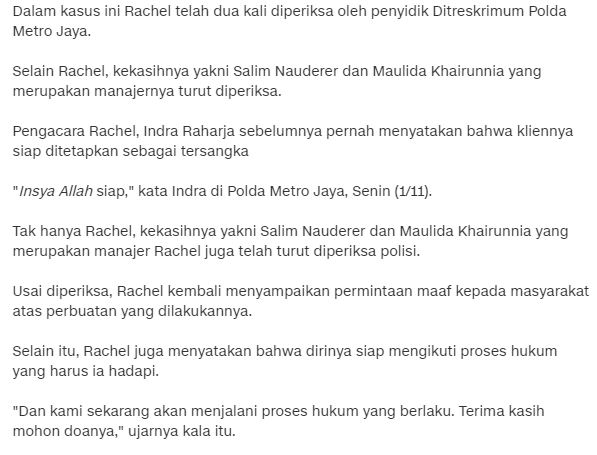 Dalam kasus ini Rachel telah dua kali diperiksa oleh penyidik Ditreskrimum Polda
Metro Jaya.
Selain Rachel, kekasihnya yakni Salim Nauderer dan Maulida Khairunnia yang
merupakan manajernya turut diperiksa.
Pengacara Rachel, Indra Raharja sebelumnya pernah menyatakan bahwa kliennya
siap ditetapkan sebagai tersangka
"Insya Allah siap," kata Indra di Polda Metro Jaya, Senin (1/11).
Tak hanya Rachel, kekasihnya yakni Salim Nauderer dan Maulida Khairunnia yang
merupakan manajer Rachel juga telah turut diperiksa polisi.
Usai diperiksa, Rachel kembali menyampaikan permintaan maaf kepada masyarakat
atas perbuatan yang dilakukannya.
Selain itu, Rachel juga menyatakan bahwa dirinya siap mengikuti proses hukum
yang harus ia hadapi.
"Dan kami sekarang akan menjalani proses hukum yang berlaku. Terima kasih
mohon doanya," ujarnya kala itu.